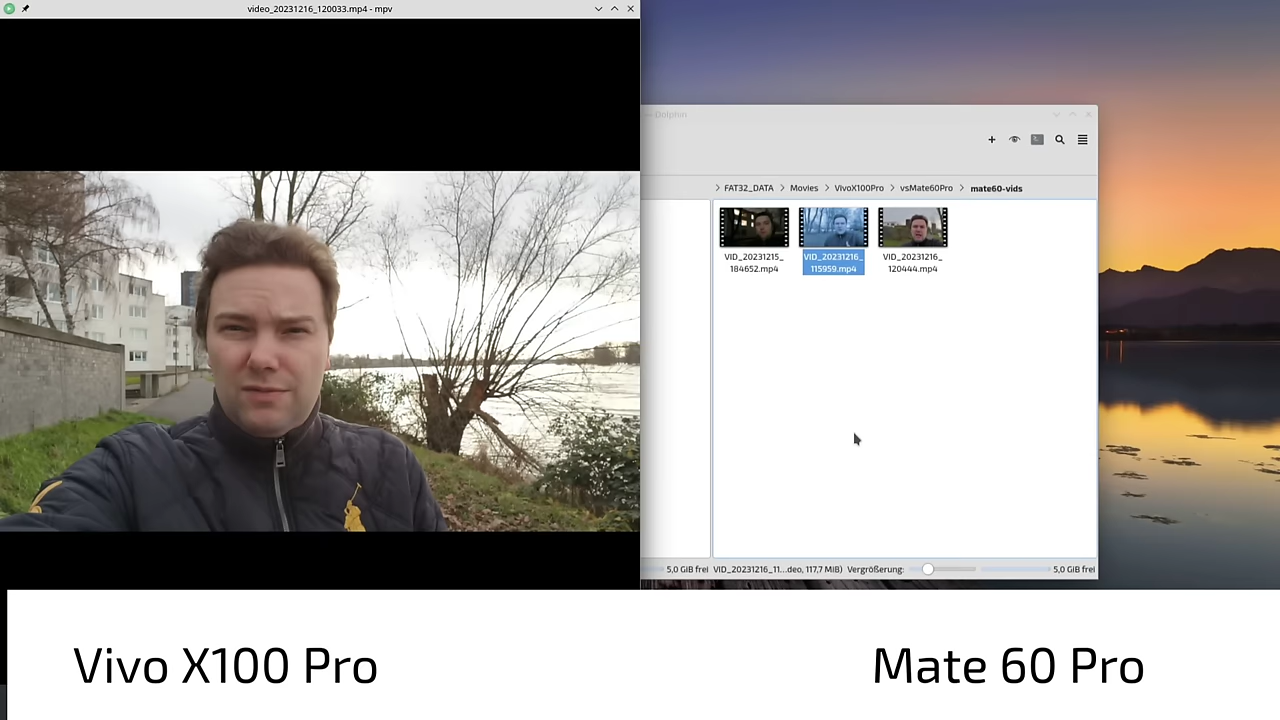 video_20231216_120033.mp4 - mpv
— Dolphin
FAT32_DATA Movies VivoX100Pro vsMate60Pro mate60-vids
VID_20231215_
184652.mp4
VID_20231216_
115959.mp4
VID_20231216_
120444.mp4
5,0 GiB frei VID_20231216_11...deo, 117,7 MiB) Vergrößerung: 5,0 GiB frei
Vivo X100 Pro
Mate 60 Pro